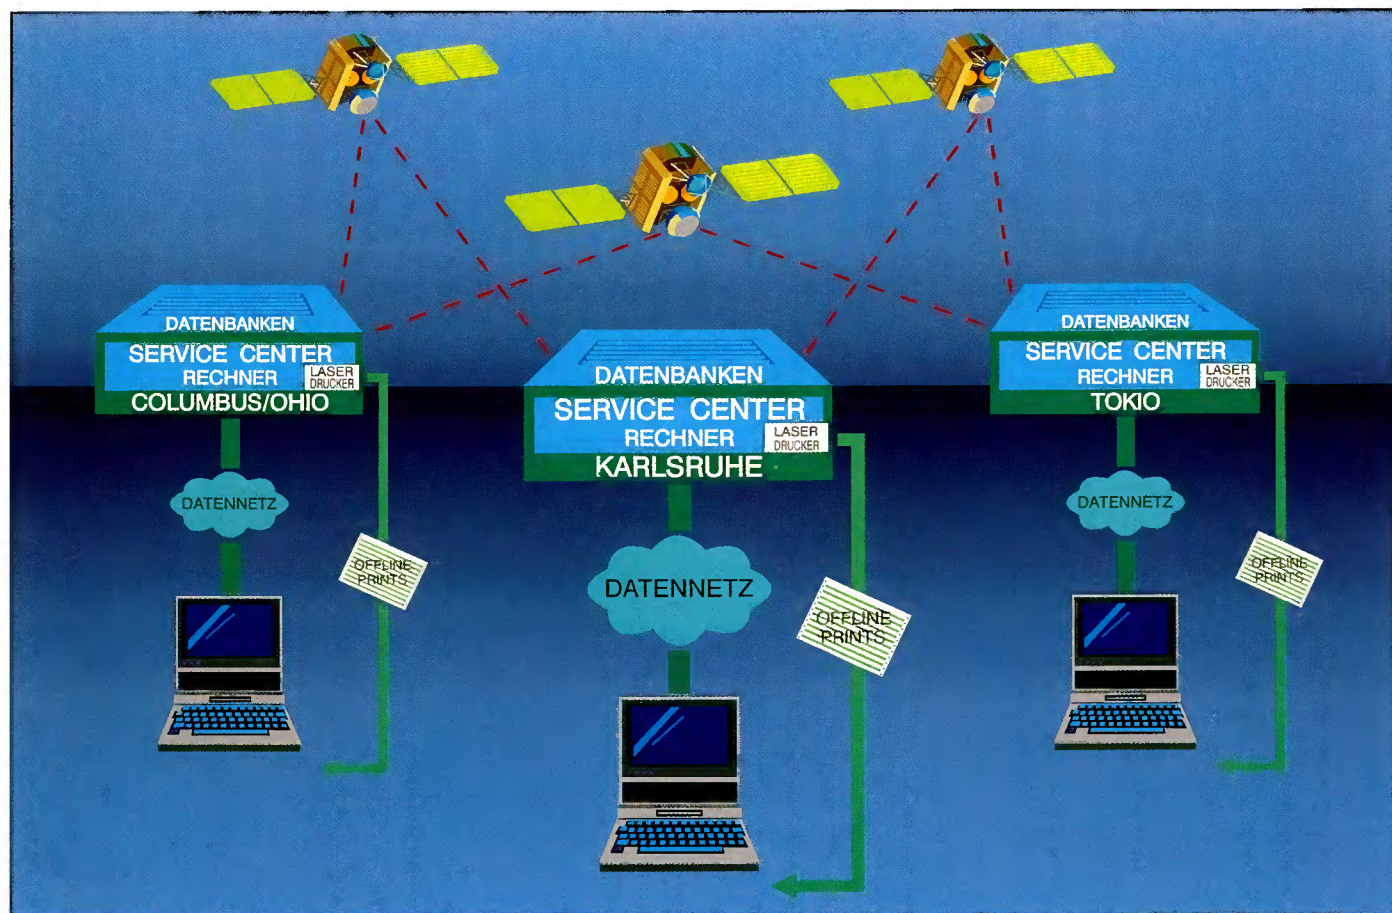 DATENBANKEN
SERVICE CENTER
RECHNER
LASER
DRUCKER
COLUMBUS/OHIO
DATENNETZ
OFFLINE
PRINTS
DATENBANKEN
SERVICE CENTER
RECHNER
LASER
DRUCKER
KARLSRUHE
DATENNETZ
OFFLINE
PRINTS
DATENBANKEN
SERVICE CENTER
RECHNER
LASER
DRUCKER
TOKIO
DATENNETZ
OFFLINE
PRINTS